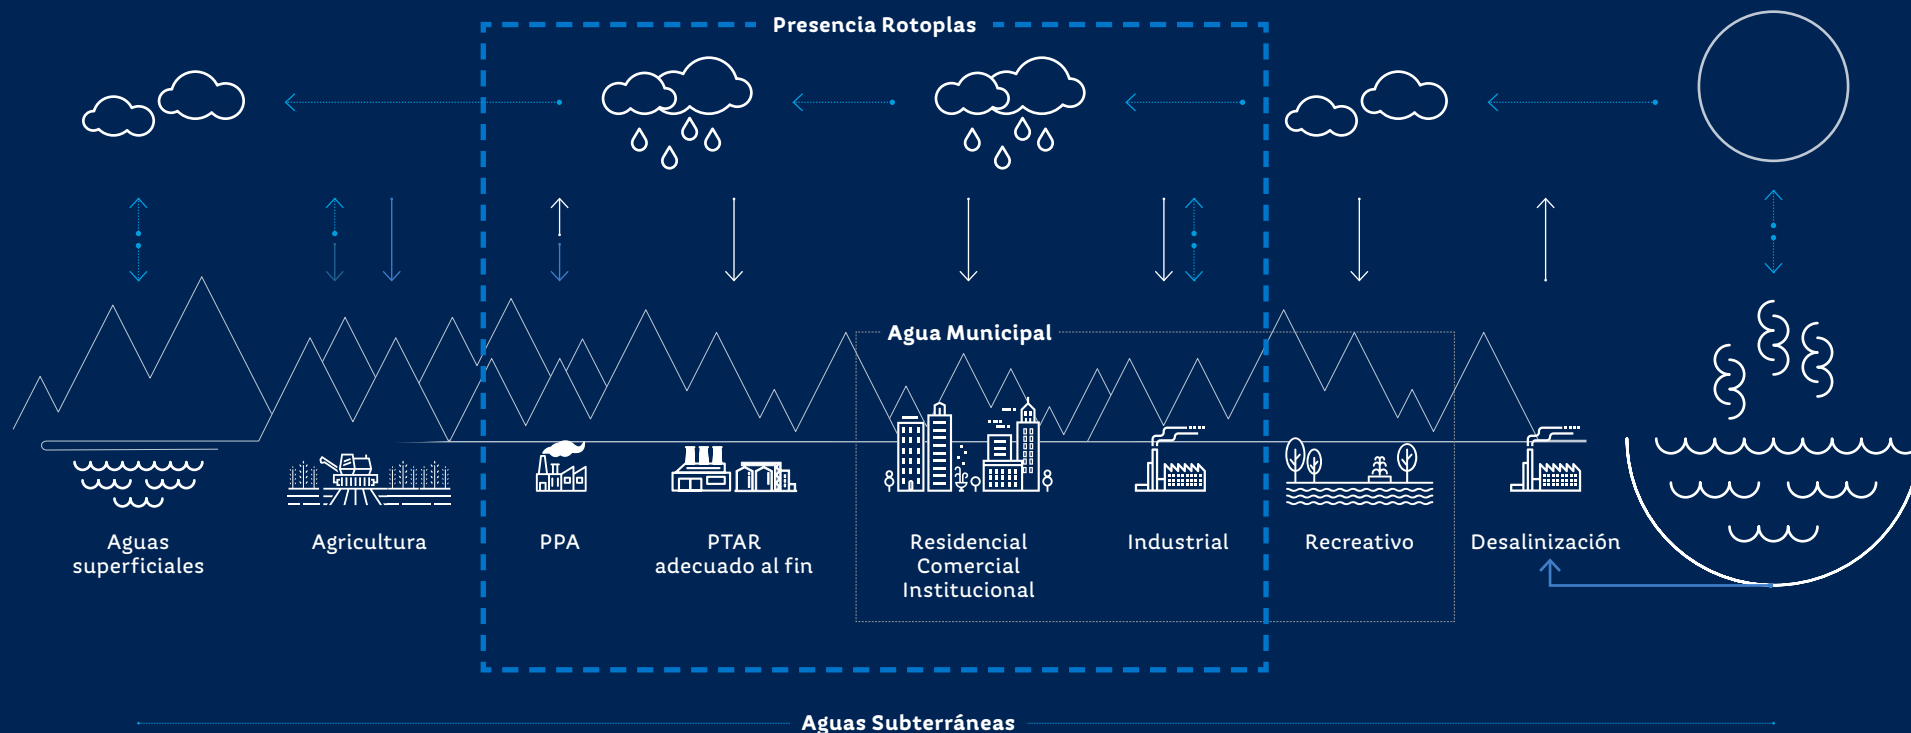 Presencia Rotoplas
Agua Municipal
Aguas
superficiales
Agricultura
PPA
PTAR
adecuado al fin
Residencial
Comercial
Institucional
Industrial
Recreativo
Desalinización
Aguas Subterráneas